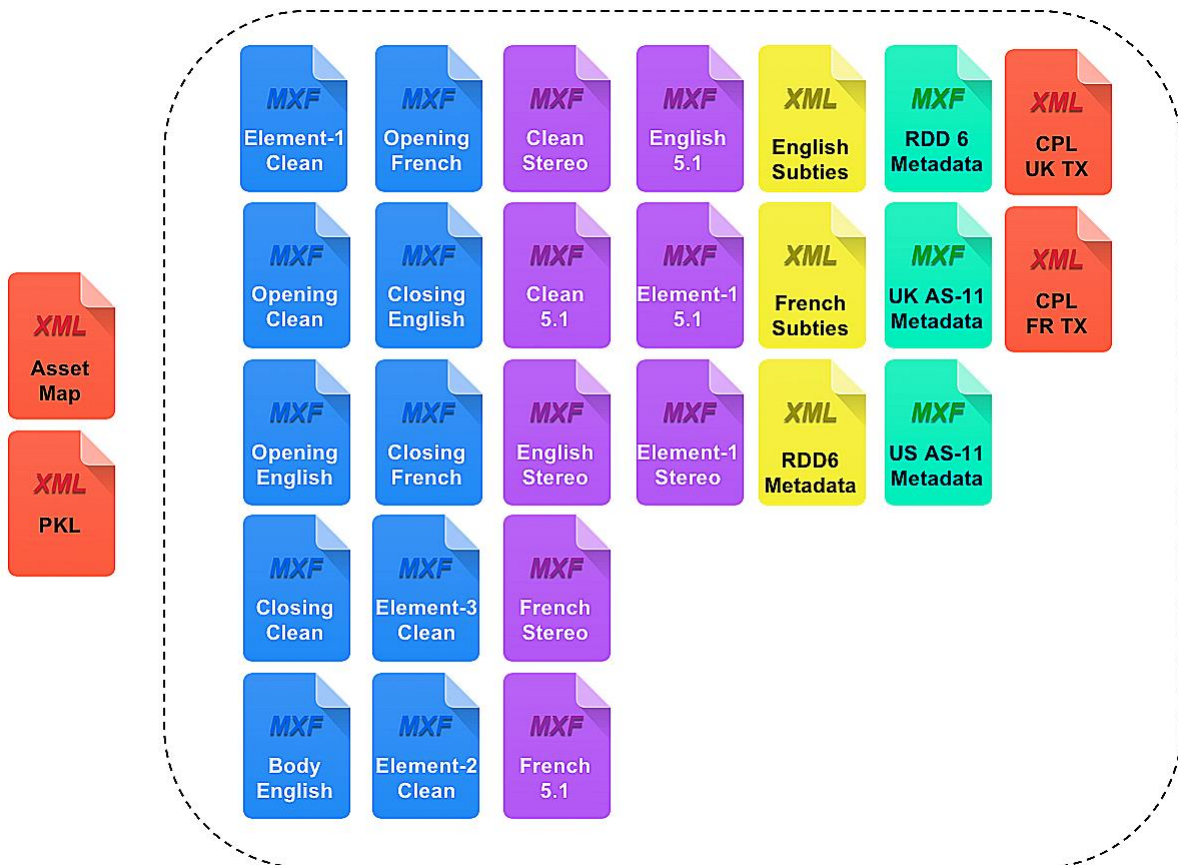 MXF
Element-1
Clean
MXF
Opening
French
MXF
Clean
Stereo
MXF
English
5.1
XML
English
Subties
MXF
RDD 6
Metadata
XML
CPL
UK TX
MXF
Opening
Clean
MXF
Closing
English
MXF
Clean
5.1
MXF
Element-1
5.1
XML
French
Subties
MXF
UK AS-11
Metadata
XML
CPL
FR TX
XML
Asset
Map
MXF
Opening
English
MXF
Closing
French
MXF
English
Stereo
MXF
Element-1
Stereo
XML
RDD6
Metadata
MXF
US AS-11
Metadata
XML
PKL
MXF
Closing
Clean
MXF
Element-3
Clean
MXF
French
Stereo
MXF
Body
English
MXF
Element-2
Clean
MXF
French
5.1